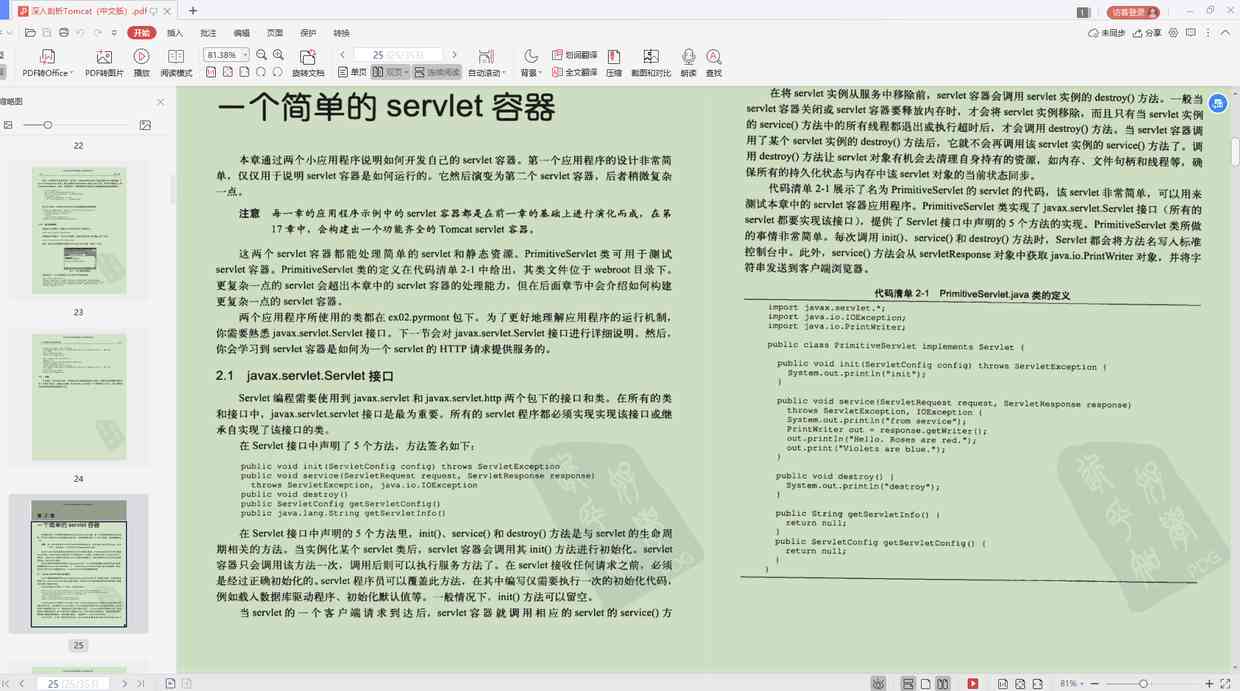 深入剖析Tomcat（中文版）.pdf
访客登录
开始 插入 批注 编辑 页面 保护 转换
未同步 分享
81.38%
25 (25/353)
划词翻译
PDF转Office PDF转图片 播放 阅读模式
旋转文档 单页 双页 连续阅读 自动滚动 背景 全文翻译 压缩 截图和对比 朗读 查找
缩略图
22
23
24
25
一个简单的 servlet 容器
本章通过两个小应用程序说明如何开发自己的 servlet 容器。第一个应用程序的设计非常简
单，仅仅用于说明 servlet 容器是如何运行的。它然后演变为第二个 servlet 容器，后者稍微复杂
一点。
注意 每一章的应用程序示例中的 servlet 容器都是在前一章的基础上进行演化而成，在第
17 章中，会构建出一个功能齐全的 Tomcat servlet 容器。
这两个 servlet 容器都能处理简单的 servlet 和静态资源。PrimitiveServlet 类可用于测试
servlet 容器。PrimitiveServlet 类的定义在代码清单 2-1 中给出，其类文件位于 webroot 目录下。
更复杂一点的 servlet 会超出本章中的 servlet 容器的处理能力，但在后面章节中会介绍如何构建
更复杂一点的 servlet 容器。
两个应用程序所使用的类都在 ex02.pyrmont 包下。为了更好地理解应用程序的运行机制，
你需要熟悉 javax.servlet.Servlet 接口。下一节会对 javax.servlet.Servlet 接口进行详细说明。然后，
你会学习到 servlet 容器是如何为一个 servlet 的 HTTP 请求提供服务的。
2.1 javax.servlet.Servlet 接口
Servlet 编程需要使用到 javax.servlet 和 javax.servlet.http 两个包下的接口和类。在所有的类
和接口中，javax.servlet.servlet 接口是最为重要。所有的 servlet 程序都必须实现实现该接口或继
承自实现了该接口的类。
在 Servlet 接口中声明了 5 个方法，方法签名如下：
public void init(ServletConfig config) throws ServletException
public void service(ServletRequest request, ServletResponse response)
throws ServletException, java.io.IOException
public void destroy()
public ServletConfig getServletConfig()
public java.lang.String getServletInfo()
在 Servlet 接口中声明的 5 个方法里，init()、service() 和 destroy() 方法是与 servlet 的生命周
期相关的方法。当实例化某个 servlet 类后，servlet 容器会调用其 init() 方法进行初始化。servlet
容器只会调用该方法一次，调用后则可以执行服务方法了。在 servlet 接收任何请求之前，必须
是经过正确初始化的。servlet 程序员可以覆盖此方法，在其中编写仅需要执行一次的初始化代码，
例如载入数据库驱动程序、初始化默认值等。一般情况下，init() 方法可以留空。
当 servlet 的一个客户端请求到达后，servlet 容器就调用相应的 servlet 的 service() 方
在将 servlet 实例从服务中移除前，servlet 容器会调用 servlet 实例的 destroy() 方法。一般当
servlet 容器关闭或 servlet 容器要释放内存时，才会将 servlet 实例移除，而且只有当 servlet 实例
的 service() 方法中的所有线程都退出或执行超时后，才会调用 destroy() 方法。当 servlet 容器调
用了某个 servlet 实例的 destroy() 方法后，它就不会再调用该 servlet 实例的 service() 方法了。调
用 destroy() 方法让 servlet 对象有机会去清理自身持有的资源，如内存、文件句柄和线程等，确
保所有的持久化状态与内存中该 servlet 对象的当前状态同步。
代码清单 2-1 展示了名为 PrimitiveServlet 的 servlet 的代码，该 servlet 非常简单，可以用来
测试本章中的 servlet 容器应用程序。PrimitiveServlet 类实现了 javax.servlet.Servlet 接口（所有的
servlet 都要实现该接口），提供了 Servlet 接口中声明的 5 个方法的实现。PrimitiveServlet 类所做
的事情非常简单。每次调用 init()、service() 和 destroy() 方法时，Servlet 都会将方法名写入标准
控制台中。此外，service() 方法会从 servletResponse 对象中获取 java.io.PrintWriter 对象，并将字
符串发送到客户端浏览器。
代码清单 2-1 PrimitiveServlet.java 类的定义
import javax.servlet.*;
import java.io.IOException;
import java.io.PrintWriter;
public class PrimitiveServlet implements Servlet {
public void init(ServletConfig config) throws ServletException {
System.out.println("init");
}
public void service(ServletRequest request, ServletResponse response)
throws ServletException, IOException {
System.out.println("from service");
PrintWriter out = response.getWriter();
out.println("Hello. Roses are red.");
out.print("Violets are blue.");
}
public void destroy() {
System.out.println("destroy");
}
public String getServletInfo() {
return null;
}
public ServletConfig getServletConfig() {
return null;
}
}
25 (25/353)
81%